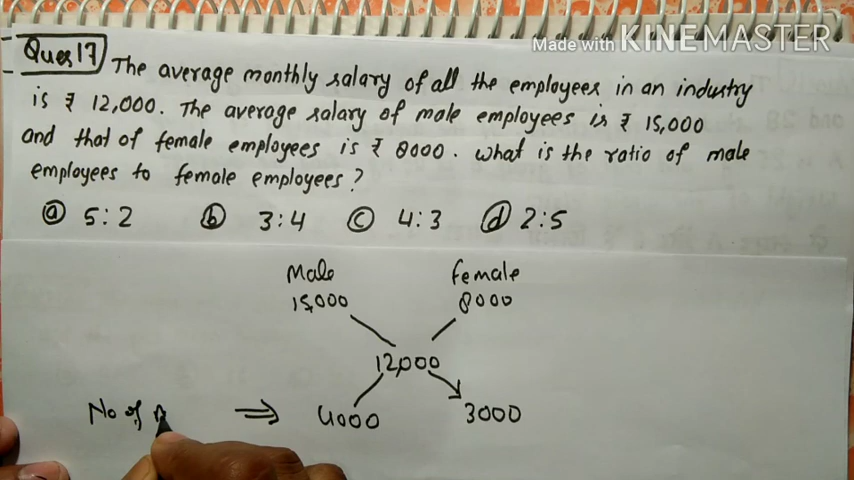 Made with KINEMASTER
Ques 17 The average monthly salary of all the employees in an industry
is ₹ 12,000. The average salary of male employees is ₹ 15,000
and that of female employees is ₹ 8000. What is the ratio of male
employees to female employees?
ⓐ 5:2 ⓑ 3:4 ⓒ 4:3 ⓓ 2:5
Male female
15,000 8000
12,000
No of ⇒ 4000 3000